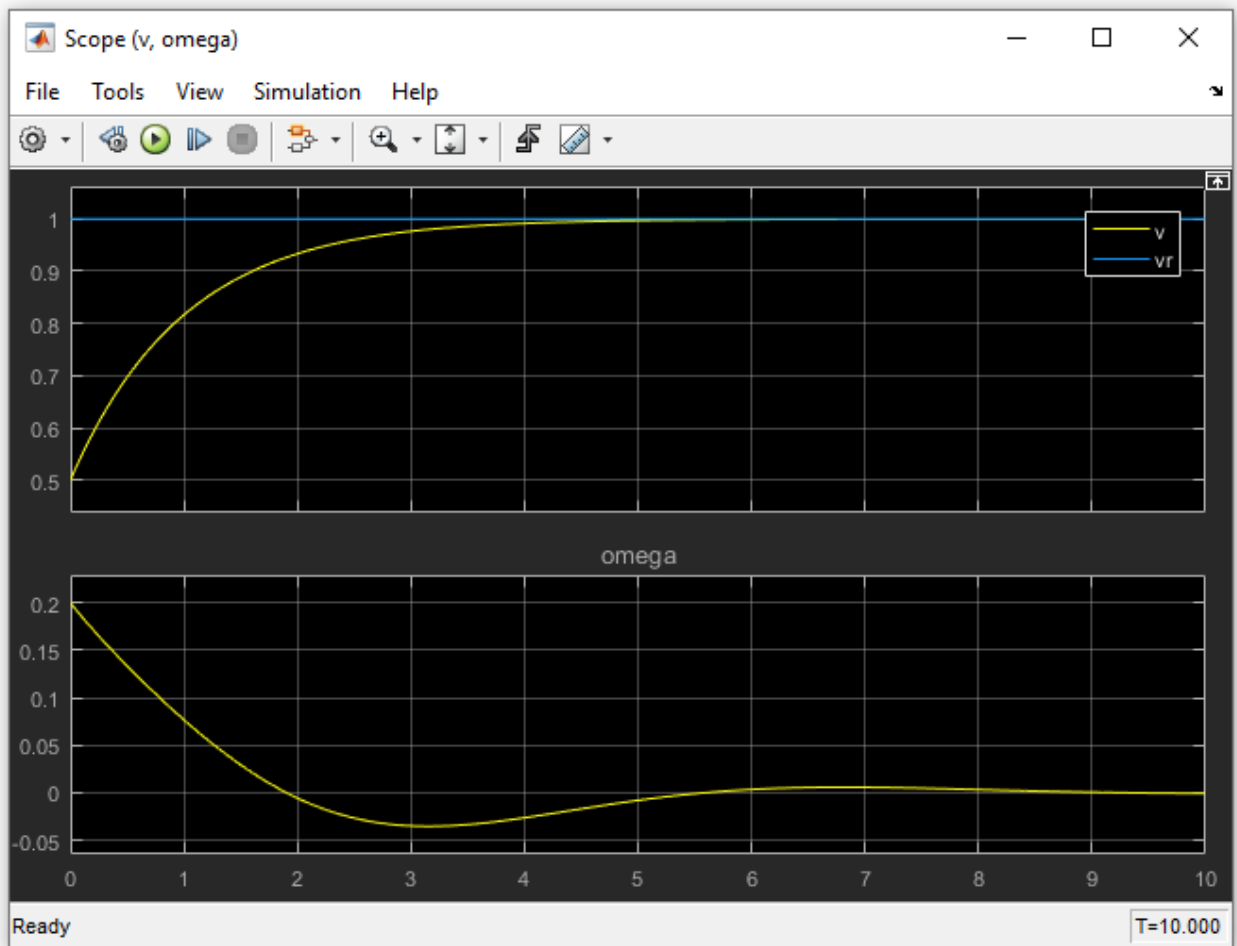 Scope (v, omega)
File Tools View Simulation Help
1
0.9
0.8
0.7
0.6
0.5
v
vr
omega
0.2
0.15
0.1
0.05
0
-0.05
0 1 2 3 4 5 6 7 8 9 10
Ready T=10.000